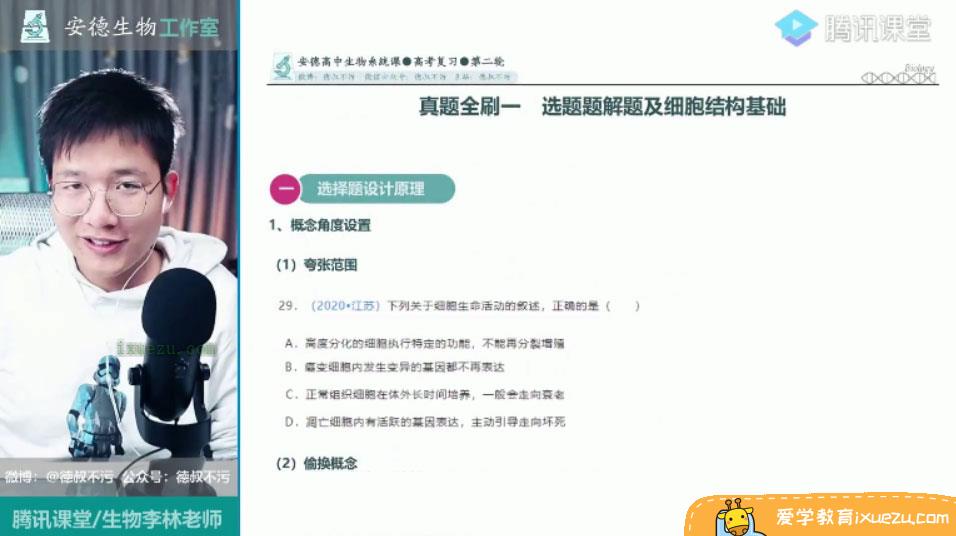 安德生物工作室
腾讯课堂
安德高中生物系统课●高考复习●第二轮
微博：德叔不污 微信公众号：德叔不污 B站：德叔不污
Biology
真题全刷一 选题题解题及细胞结构基础
一 选择题设计原理
1、概念角度设置
（1）夸张范围
29．（2020•江苏）下列关于细胞生命活动的叙述，正确的是（ ）
A．高度分化的细胞执行特定的功能，不能再分裂增殖
B．癌变细胞内发生变异的基因都不再表达
C．正常组织细胞在体外长时间培养，一般会走向衰老
D．凋亡细胞内有活跃的基因表达，主动引导走向坏死
（2）偷换概念
ixuezu.com
微博：@德叔不污 公众号：德叔不污
腾讯课堂/生物李林老师
爱学教育ixuezu.com